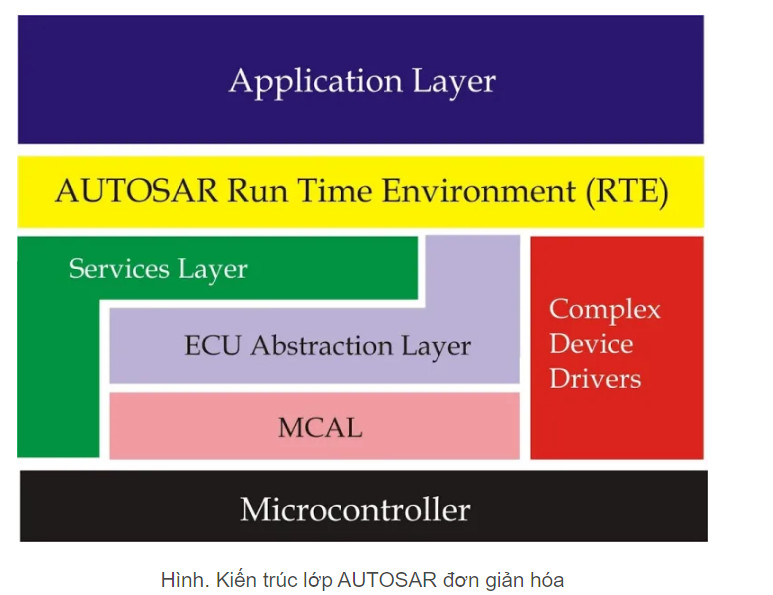 Application Layer
AUTOSAR Run Time Environment (RTE)
Services Layer
ECU Abstraction Layer
MCAL
Complex
Device
Drivers
Microcontroller
Hình. Kiến trúc lớp AUTOSAR đơn giản hóa